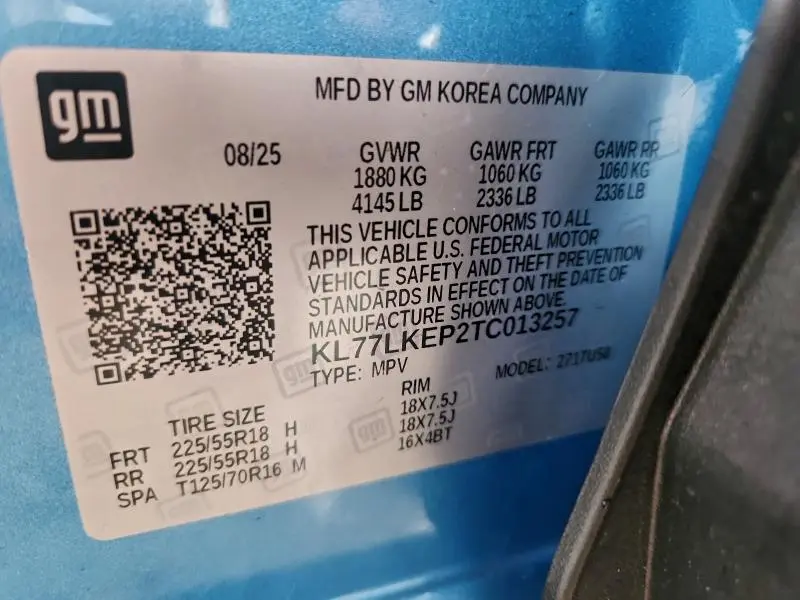 gm
MFD BY GM KOREA COMPANY
08/25
GVWR GAWR FRT GAWR RR
1880 KG 1060 KG 1060 KG
4145 LB 2336 LB 2336 LB
THIS VEHICLE CONFORMS TO ALL
APPLICABLE U.S. FEDERAL MOTOR
VEHICLE SAFETY AND THEFT PREVENTION
STANDARDS IN EFFECT ON THE DATE OF
MANUFACTURE SHOWN ABOVE.
KL77LKEP2TC013257
TYPE: MPV MODEL:
TIRE SIZE RIM
FRT 225/55R18 H 18X7.5J
RR 225/55R18 H 18X7.5J
SPA T125/70R16 M 16X4BT